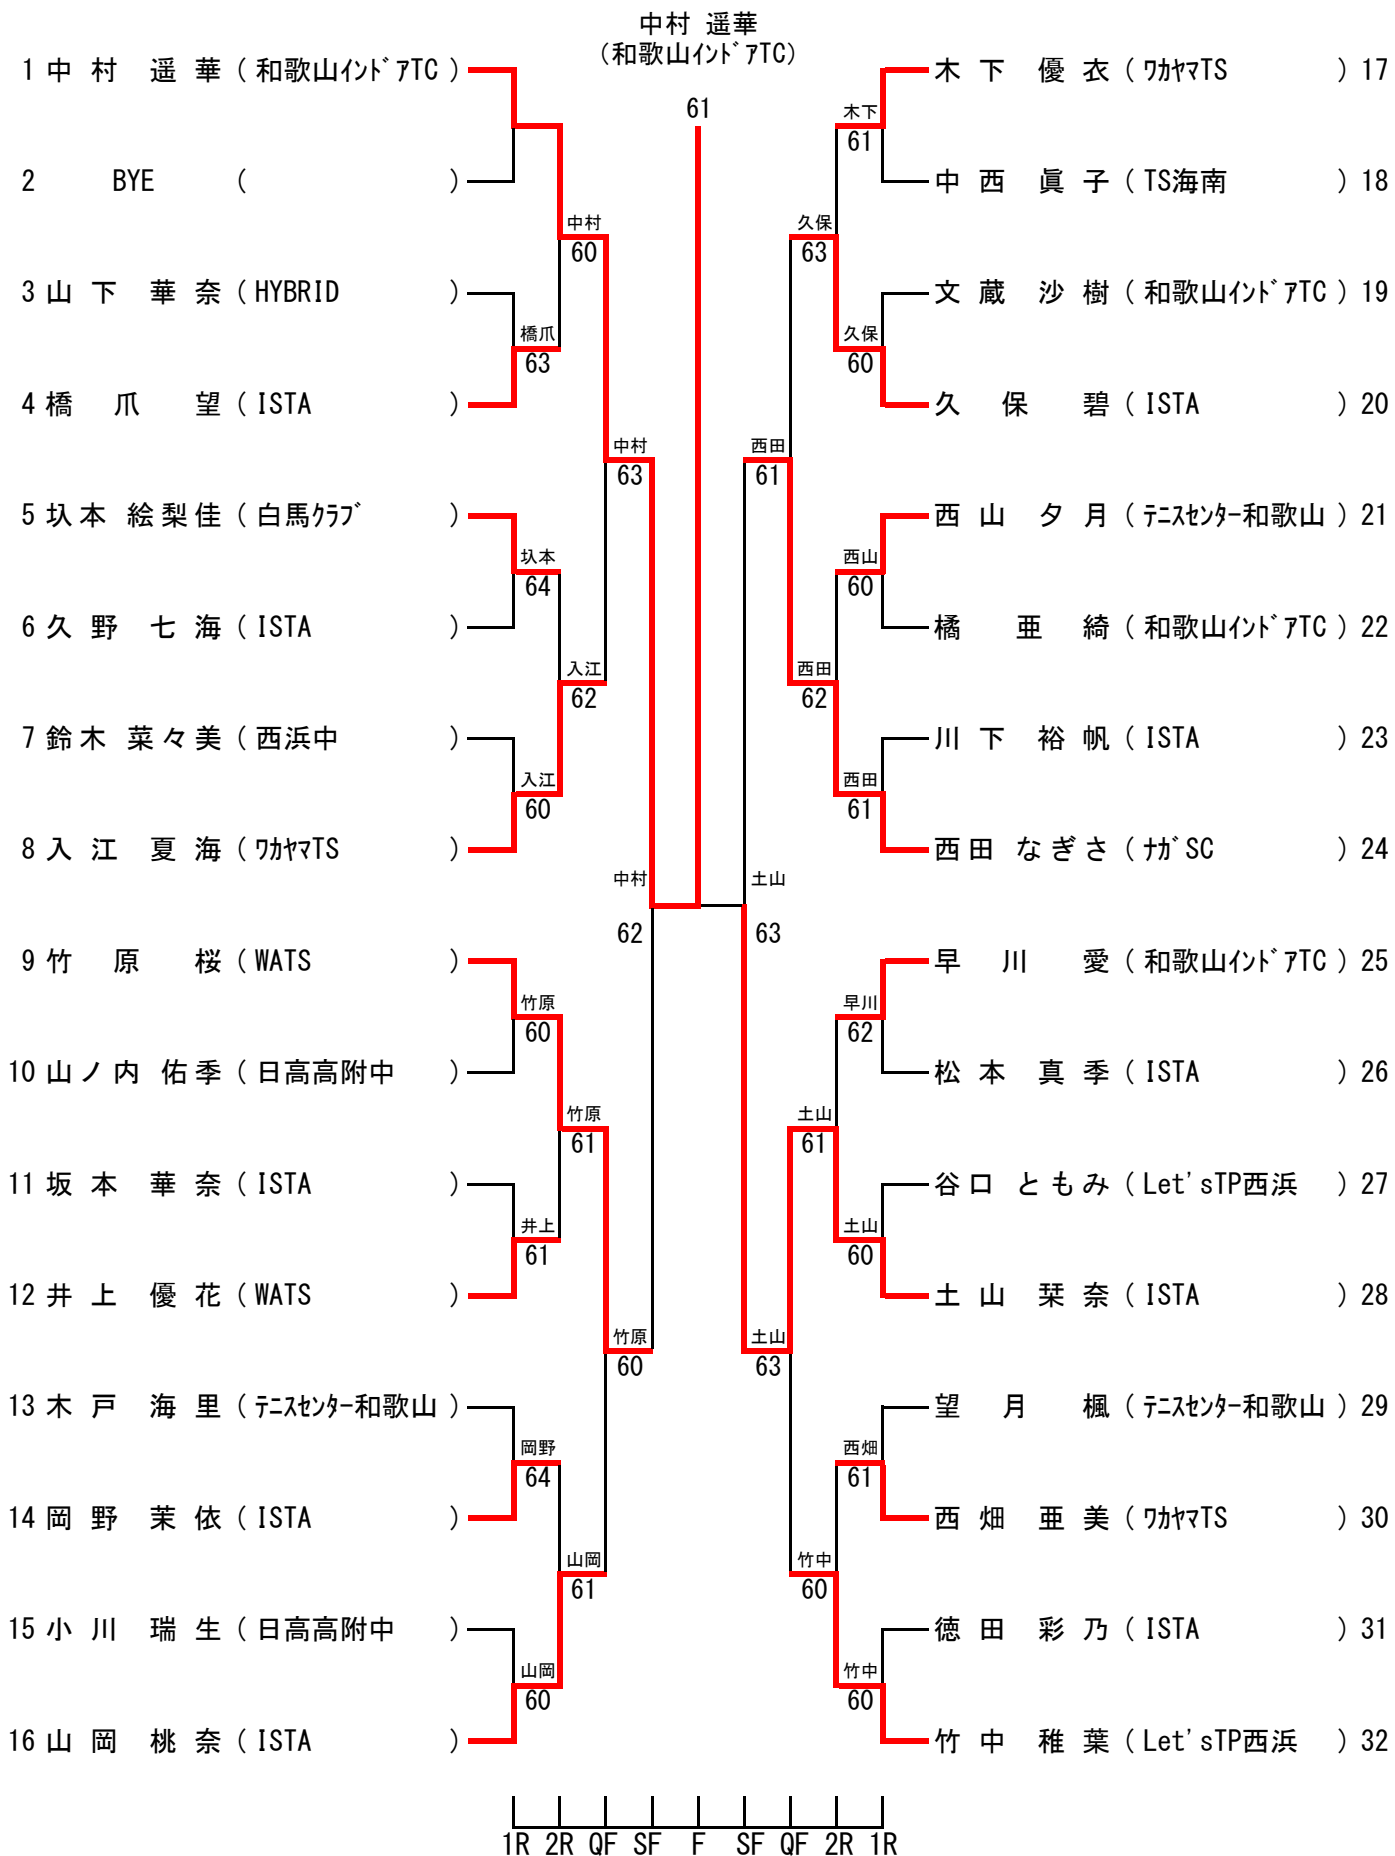 中村 遥華
(和歌山ｲﾝﾄﾞｱTC)
61
1 中 村 遥 華 ( 和歌山ｲﾝﾄﾞｱTC )
2 BYE ( )
3 山 下 華 奈 ( HYBRID )
4 橋 爪 望 ( ISTA )
5 圦本 絵梨佳 ( 白馬ｸﾗﾌﾞ )
6 久 野 七 海 ( ISTA )
7 鈴木 菜々美 ( 西浜中 )
8 入 江 夏 海 ( ﾜｶﾔﾏTS )
9 竹 原 桜 ( WATS )
10 山ノ内 佑季 ( 日高高附中 )
11 坂 本 華 奈 ( ISTA )
12 井 上 優 花 ( WATS )
13 木 戸 海 里 ( ﾃﾆｽｾﾝﾀｰ和歌山 )
14 岡 野 茉 依 ( ISTA )
15 小 川 瑞 生 ( 日高高附中 )
16 山 岡 桃 奈 ( ISTA )
橋爪
63
圦本
64
入江
60
竹原
60
井上
61
岡野
64
山岡
60
中村
60
入江
62
竹原
61
山岡
61
中村
63
竹原
60
中村
62
土山
63
西田
61
土山
63
久保
63
西田
62
土山
61
竹中
60
木下
61
久保
60
西山
60
西田
61
早川
62
土山
60
西畑
61
竹中
60
木 下 優 衣 ( ﾜｶﾔﾏTS ) 17
中 西 眞 子 ( TS海南 ) 18
文 蔵 沙 樹 ( 和歌山ｲﾝﾄﾞｱTC ) 19
久 保 碧 ( ISTA ) 20
西 山 夕 月 ( ﾃﾆｽｾﾝﾀｰ和歌山 ) 21
橘 亜 綺 ( 和歌山ｲﾝﾄﾞｱTC ) 22
川 下 裕 帆 ( ISTA ) 23
西田 なぎさ ( ﾅｶﾞSC ) 24
早 川 愛 ( 和歌山ｲﾝﾄﾞｱTC ) 25
松 本 真 季 ( ISTA ) 26
谷口 ともみ ( Let'sTP西浜 ) 27
土 山 栞 奈 ( ISTA ) 28
望 月 楓 ( ﾃﾆｽｾﾝﾀｰ和歌山 ) 29
西 畑 亜 美 ( ﾜｶﾔﾏTS ) 30
徳 田 彩 乃 ( ISTA ) 31
竹 中 稚 葉 ( Let'sTP西浜 ) 32
1R 2R QF SF F SF QF 2R 1R